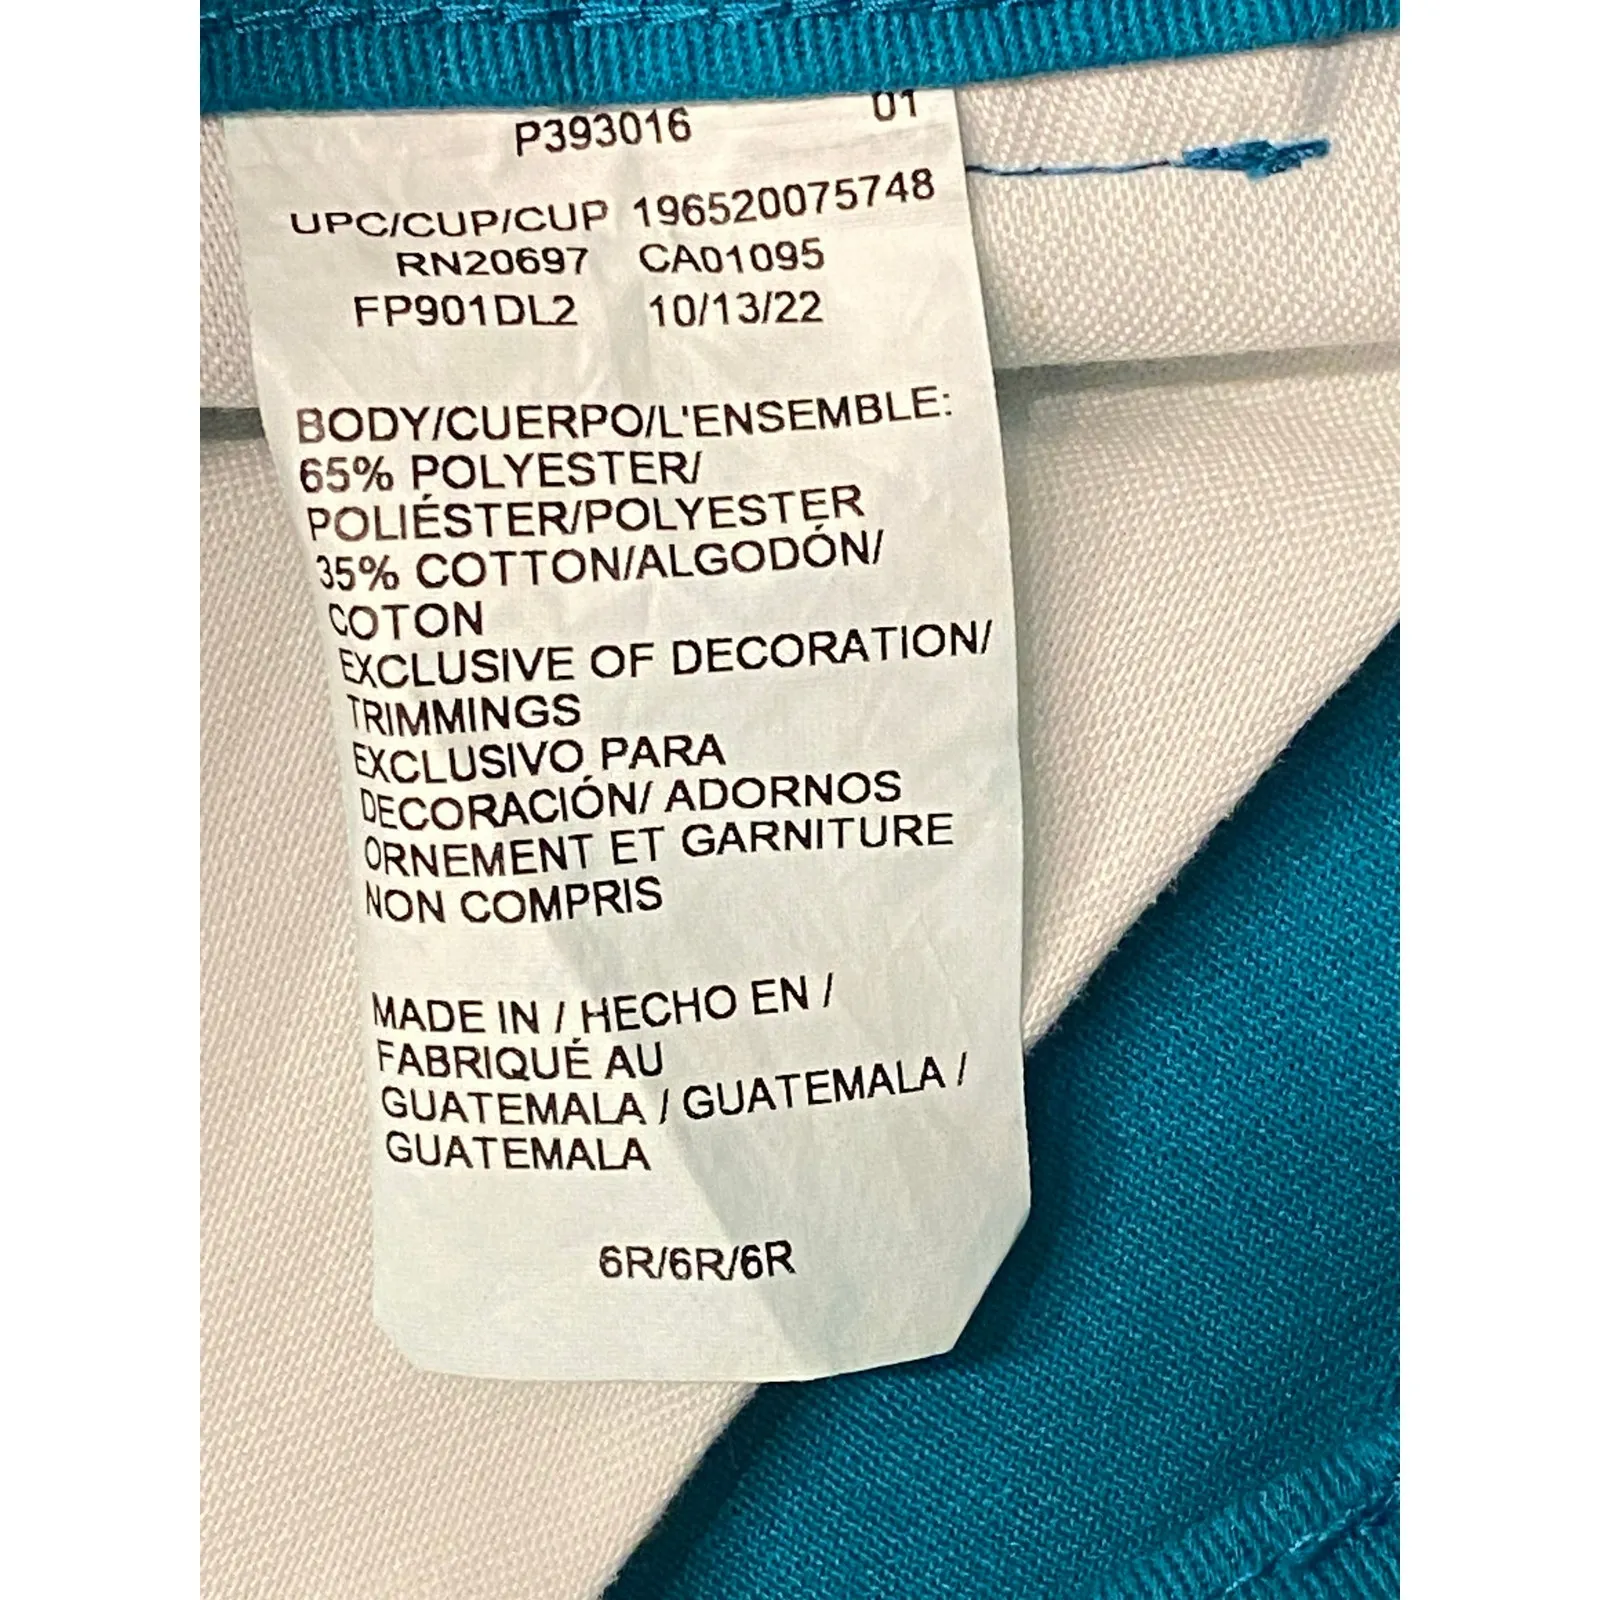 P393016 01
UPC/CUP/CUP 196520075748
RN20697 CA01095
FP901DL2 10/13/22
BODY/CUERPO/L'ENSEMBLE:
65% POLYESTER/
POLIÉSTER/POLYESTER
35% COTTON/ALGODÓN/
COTON
EXCLUSIVE OF DECORATION/
TRIMMINGS
EXCLUSIVO PARA
DECORACIÓN/ ADORNOS
ORNEMENT ET GARNITURE
NON COMPRIS
MADE IN / HECHO EN /
FABRIQUÉ AU
GUATEMALA / GUATEMALA /
GUATEMALA
6R/6R/6R